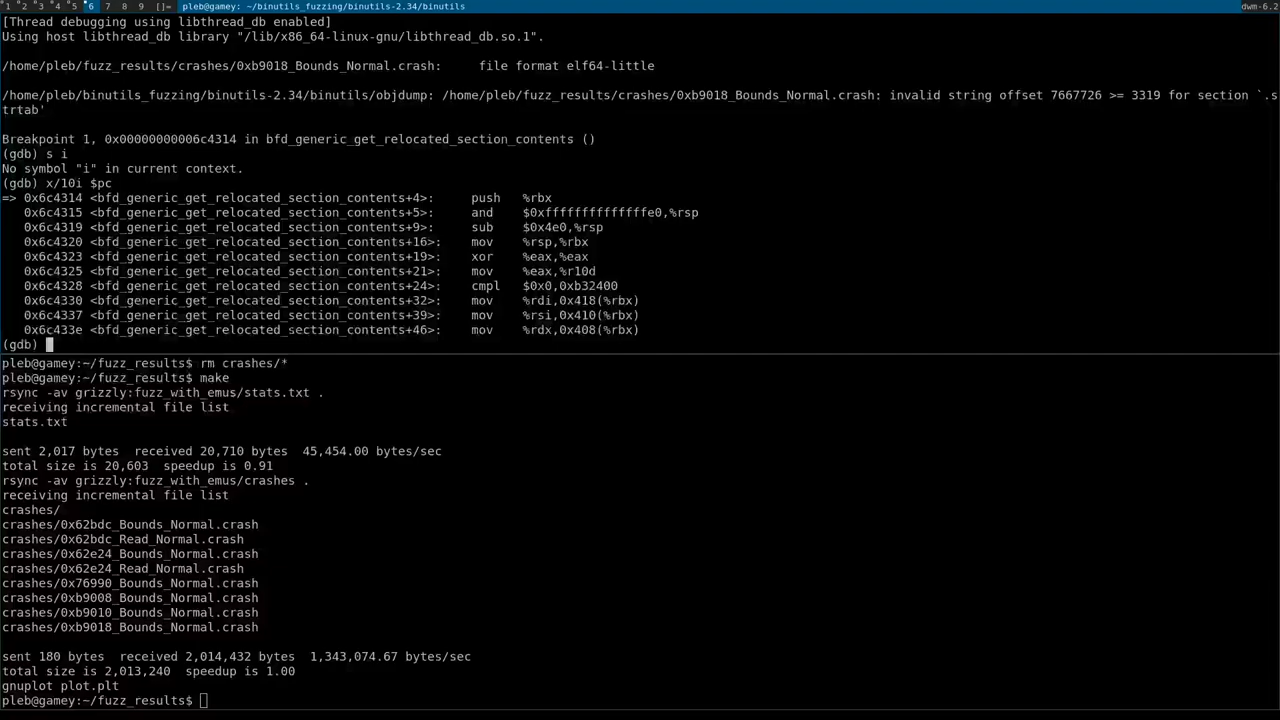 1 2 3 4 5 6 7 8 9 []= pleb@gamey: ~/binutils_fuzzing/binutils-2.34/binutils dwm-6.2
[Thread debugging using libthread_db enabled]
Using host libthread_db library "/lib/x86_64-linux-gnu/libthread_db.so.1".
/home/pleb/fuzz_results/crashes/0xb9018_Bounds_Normal.crash:     file format elf64-little
/home/pleb/binutils_fuzzing/binutils-2.34/binutils/objdump: /home/pleb/fuzz_results/crashes/0xb9018_Bounds_Normal.crash: invalid string offset 7667726 >= 3319 for section `.s
trtab'
Breakpoint 1, 0x00000000006c4314 in bfd_generic_get_relocated_section_contents ()
(gdb) s i
No symbol "i" in current context.
(gdb) x/10i $pc
=> 0x6c4314 <bfd_generic_get_relocated_section_contents+4>:     push   %rbx
   0x6c4315 <bfd_generic_get_relocated_section_contents+5>:     and    $0xffffffffffffffe0,%rsp
   0x6c4319 <bfd_generic_get_relocated_section_contents+9>:     sub    $0x4e0,%rsp
   0x6c4320 <bfd_generic_get_relocated_section_contents+16>:    mov    %rsp,%rbx
   0x6c4323 <bfd_generic_get_relocated_section_contents+19>:    xor    %eax,%eax
   0x6c4325 <bfd_generic_get_relocated_section_contents+21>:    mov    %eax,%r10d
   0x6c4328 <bfd_generic_get_relocated_section_contents+24>:    cmpl   $0x0,0xb32400
   0x6c4330 <bfd_generic_get_relocated_section_contents+32>:    mov    %rdi,0x418(%rbx)
   0x6c4337 <bfd_generic_get_relocated_section_contents+39>:    mov    %rsi,0x410(%rbx)
   0x6c433e <bfd_generic_get_relocated_section_contents+46>:    mov    %rdx,0x408(%rbx)
(gdb)
pleb@gamey:~/fuzz_results$ rm crashes/*
pleb@gamey:~/fuzz_results$ make
rsync -av grizzly:fuzz_with_emus/stats.txt .
receiving incremental file list
stats.txt
sent 2,017 bytes  received 20,710 bytes  45,454.00 bytes/sec
total size is 20,603  speedup is 0.91
rsync -av grizzly:fuzz_with_emus/crashes .
receiving incremental file list
crashes/
crashes/0x62bdc_Bounds_Normal.crash
crashes/0x62bdc_Read_Normal.crash
crashes/0x62e24_Bounds_Normal.crash
crashes/0x62e24_Read_Normal.crash
crashes/0x76990_Bounds_Normal.crash
crashes/0xb9008_Bounds_Normal.crash
crashes/0xb9010_Bounds_Normal.crash
crashes/0xb9018_Bounds_Normal.crash
sent 180 bytes  received 2,014,432 bytes  1,343,074.67 bytes/sec
total size is 2,013,240  speedup is 1.00
gnuplot plot.plt
pleb@gamey:~/fuzz_results$